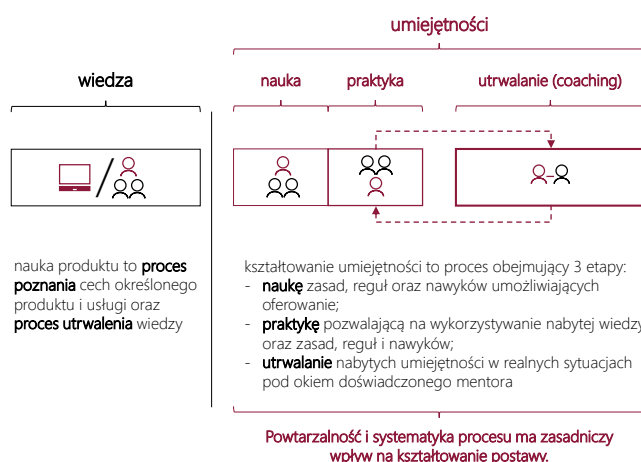 umiejętności
wiedza
nauka
praktyka
utrwalanie (coaching)
nauka produktu to proces
poznania cech określonego
produktu i usługi oraz
proces utrwalenia wiedzy
kształtowanie umiejętności to proces obejmujący 3 etapy:
- naukę zasad, reguł oraz nawyków umożliwiających
oferowanie;
- praktykę pozwalającą na wykorzystywanie nabytej wiedzy
oraz zasad, reguł i nawyków;
- utrwalanie nabytych umiejętności w realnych sytuacjach
pod okiem doświadczonego mentora
Powtarzalność i systematyka procesu ma zasadniczy
wpływ na kształtowanie postawy.